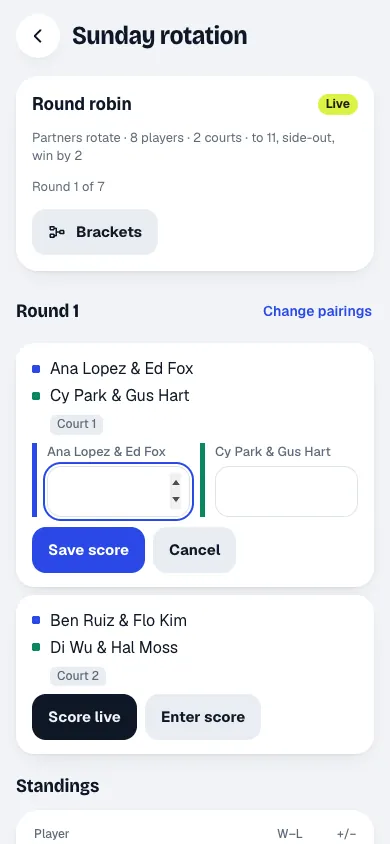 Sunday rotation
Round robin
Live
Partners rotate · 8 players · 2 courts · to 11, side-out,
win by 2
Round 1 of 7
Brackets
Round 1
Change pairings
Ana Lopez & Ed Fox
Cy Park & Gus Hart
Court 1
Ana Lopez & Ed Fox
Cy Park & Gus Hart
Save score
Cancel
Ben Ruiz & Flo Kim
Di Wu & Hal Moss
Court 2
Score live
Enter score
Standings
Player
W–L
+/−